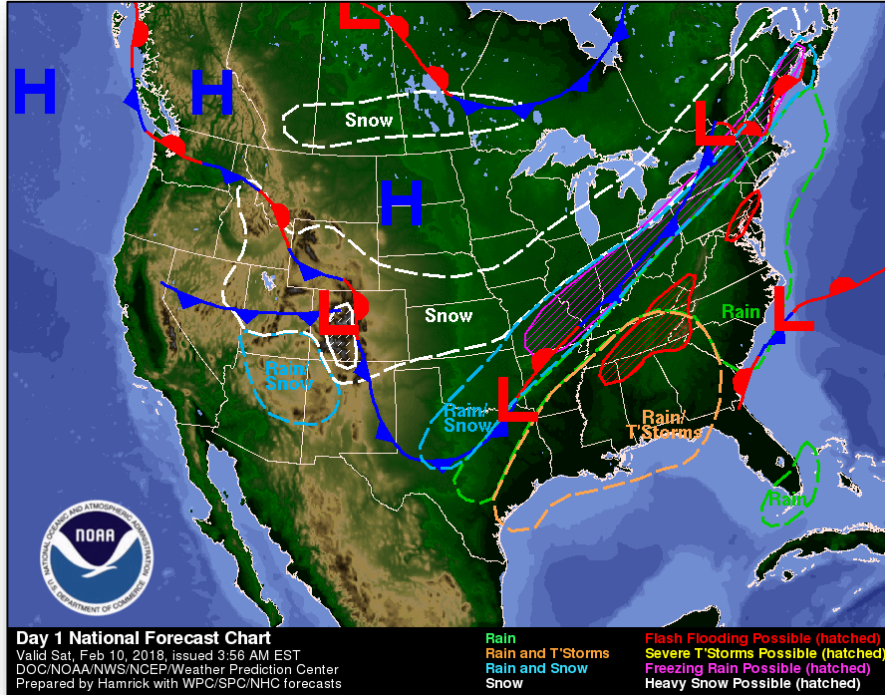 L
H
H
Snow
L
H
L
Snow
L
Rain
Rain/
Snow
L
Rain/
Snow
Rain/
T'Storms
Rain
NATIONAL OCEANIC AND ATMOSPHERIC ADMINISTRATION
NOAA
U.S. DEPARTMENT OF COMMERCE
Day 1 National Forecast Chart
Valid Sat, Feb 10, 2018, issued 3:56 AM EST
DOC/NOAA/NWS/NCEP/Weather Prediction Center
Prepared by Hamrick with WPC/SPC/NHC forecasts
Rain
Rain and T'Storms
Rain and Snow
Snow
Flash Flooding Possible (hatched)
Severe T'Storms Possible (hatched)
Freezing Rain Possible (hatched)
Heavy Snow Possible (hatched)
L